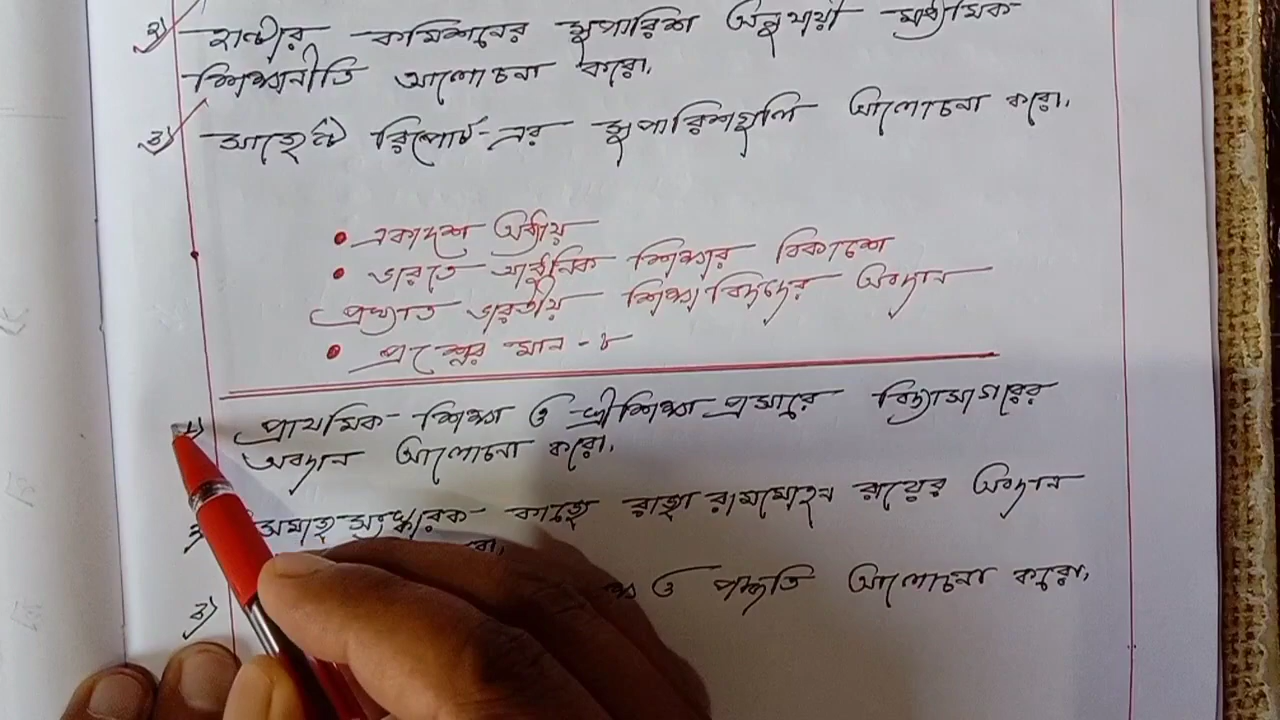 ২) হান্টার কমিশনের সুপারিশ অনুযায়ী মাধ্যমিক
শিক্ষানীতি আলোচনা করো।
৩) সার্জেন্ট রিপোর্ট-এর সুপারিশগুলি আলোচনা করো।
• একাদশ অধ্যায়
• ভারতে আধুনিক শিক্ষার বিকাশে
প্রখ্যাত ভারতীয় শিক্ষাবিদদের অবদান
• প্রশ্নের মান - ৮
১) প্রাথমিক শিক্ষা ও স্ত্রীশিক্ষা প্রসারে বিদ্যাসাগরের
অবদান আলোচনা করো।
২) সমাজ সংস্কারক কাজে রাজা রামমোহন রায়ের অবদান
রো।
৩) ও পদ্ধতি আলোচনা করো।